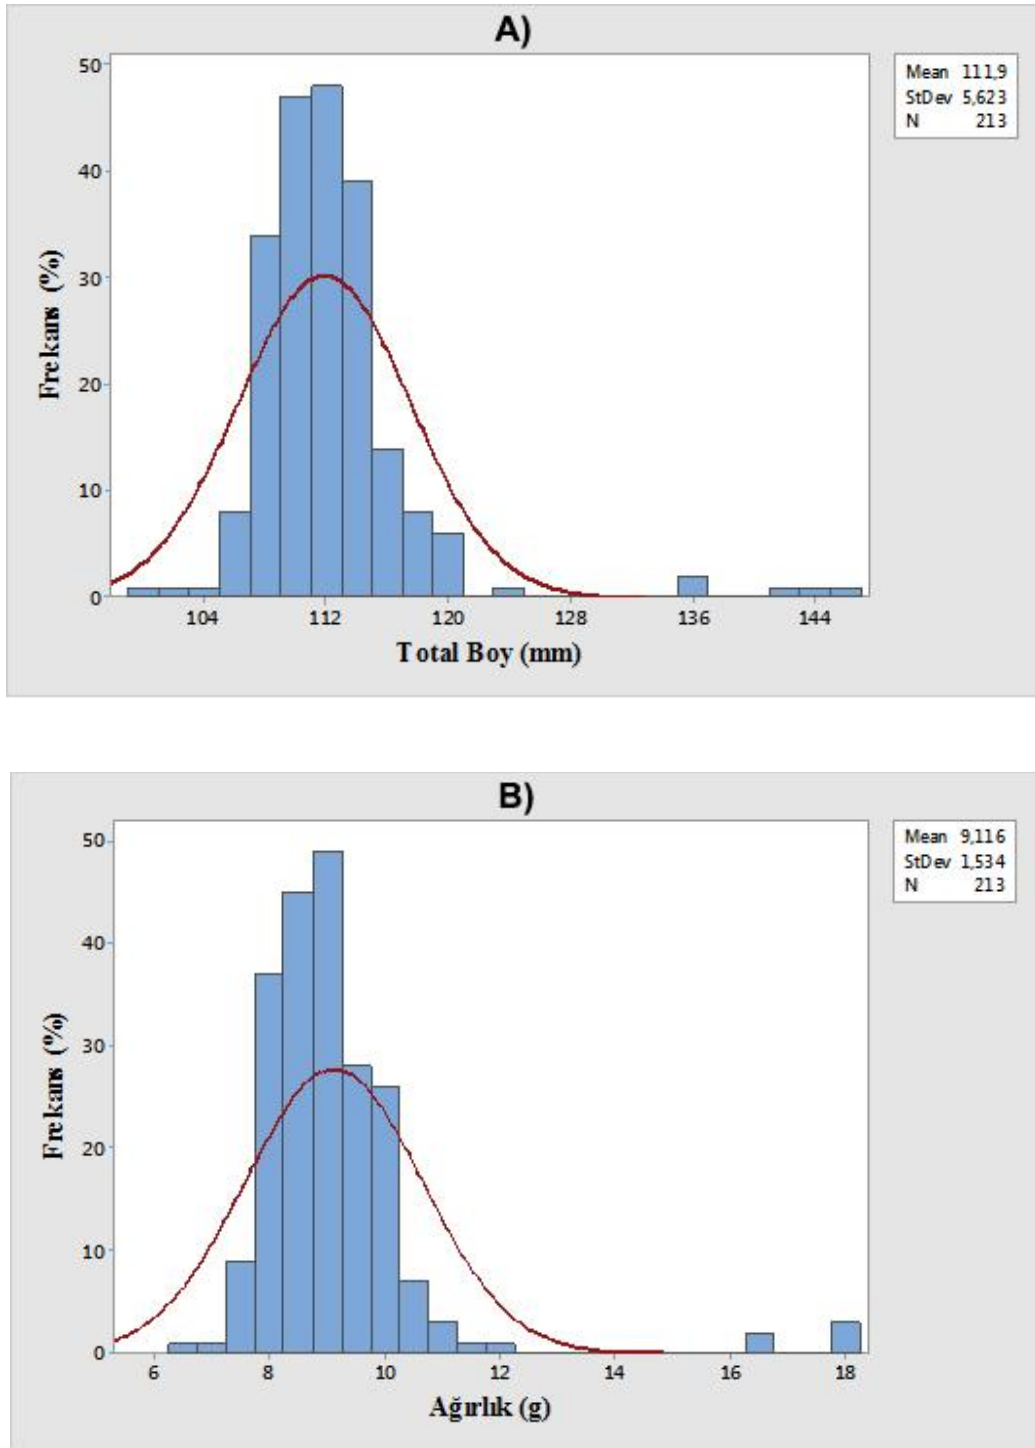 A)
Mean 111,9
StDev 5,623
N 213
50
40
30
20
10
0
Frekans (%)
104 112 120 128 136 144
Total Boy (mm)
B)
Mean 9,116
StDev 1,534
N 213
50
40
30
20
10
0
Frekans (%)
6 8 10 12 14 16 18
Ağırlık (g)